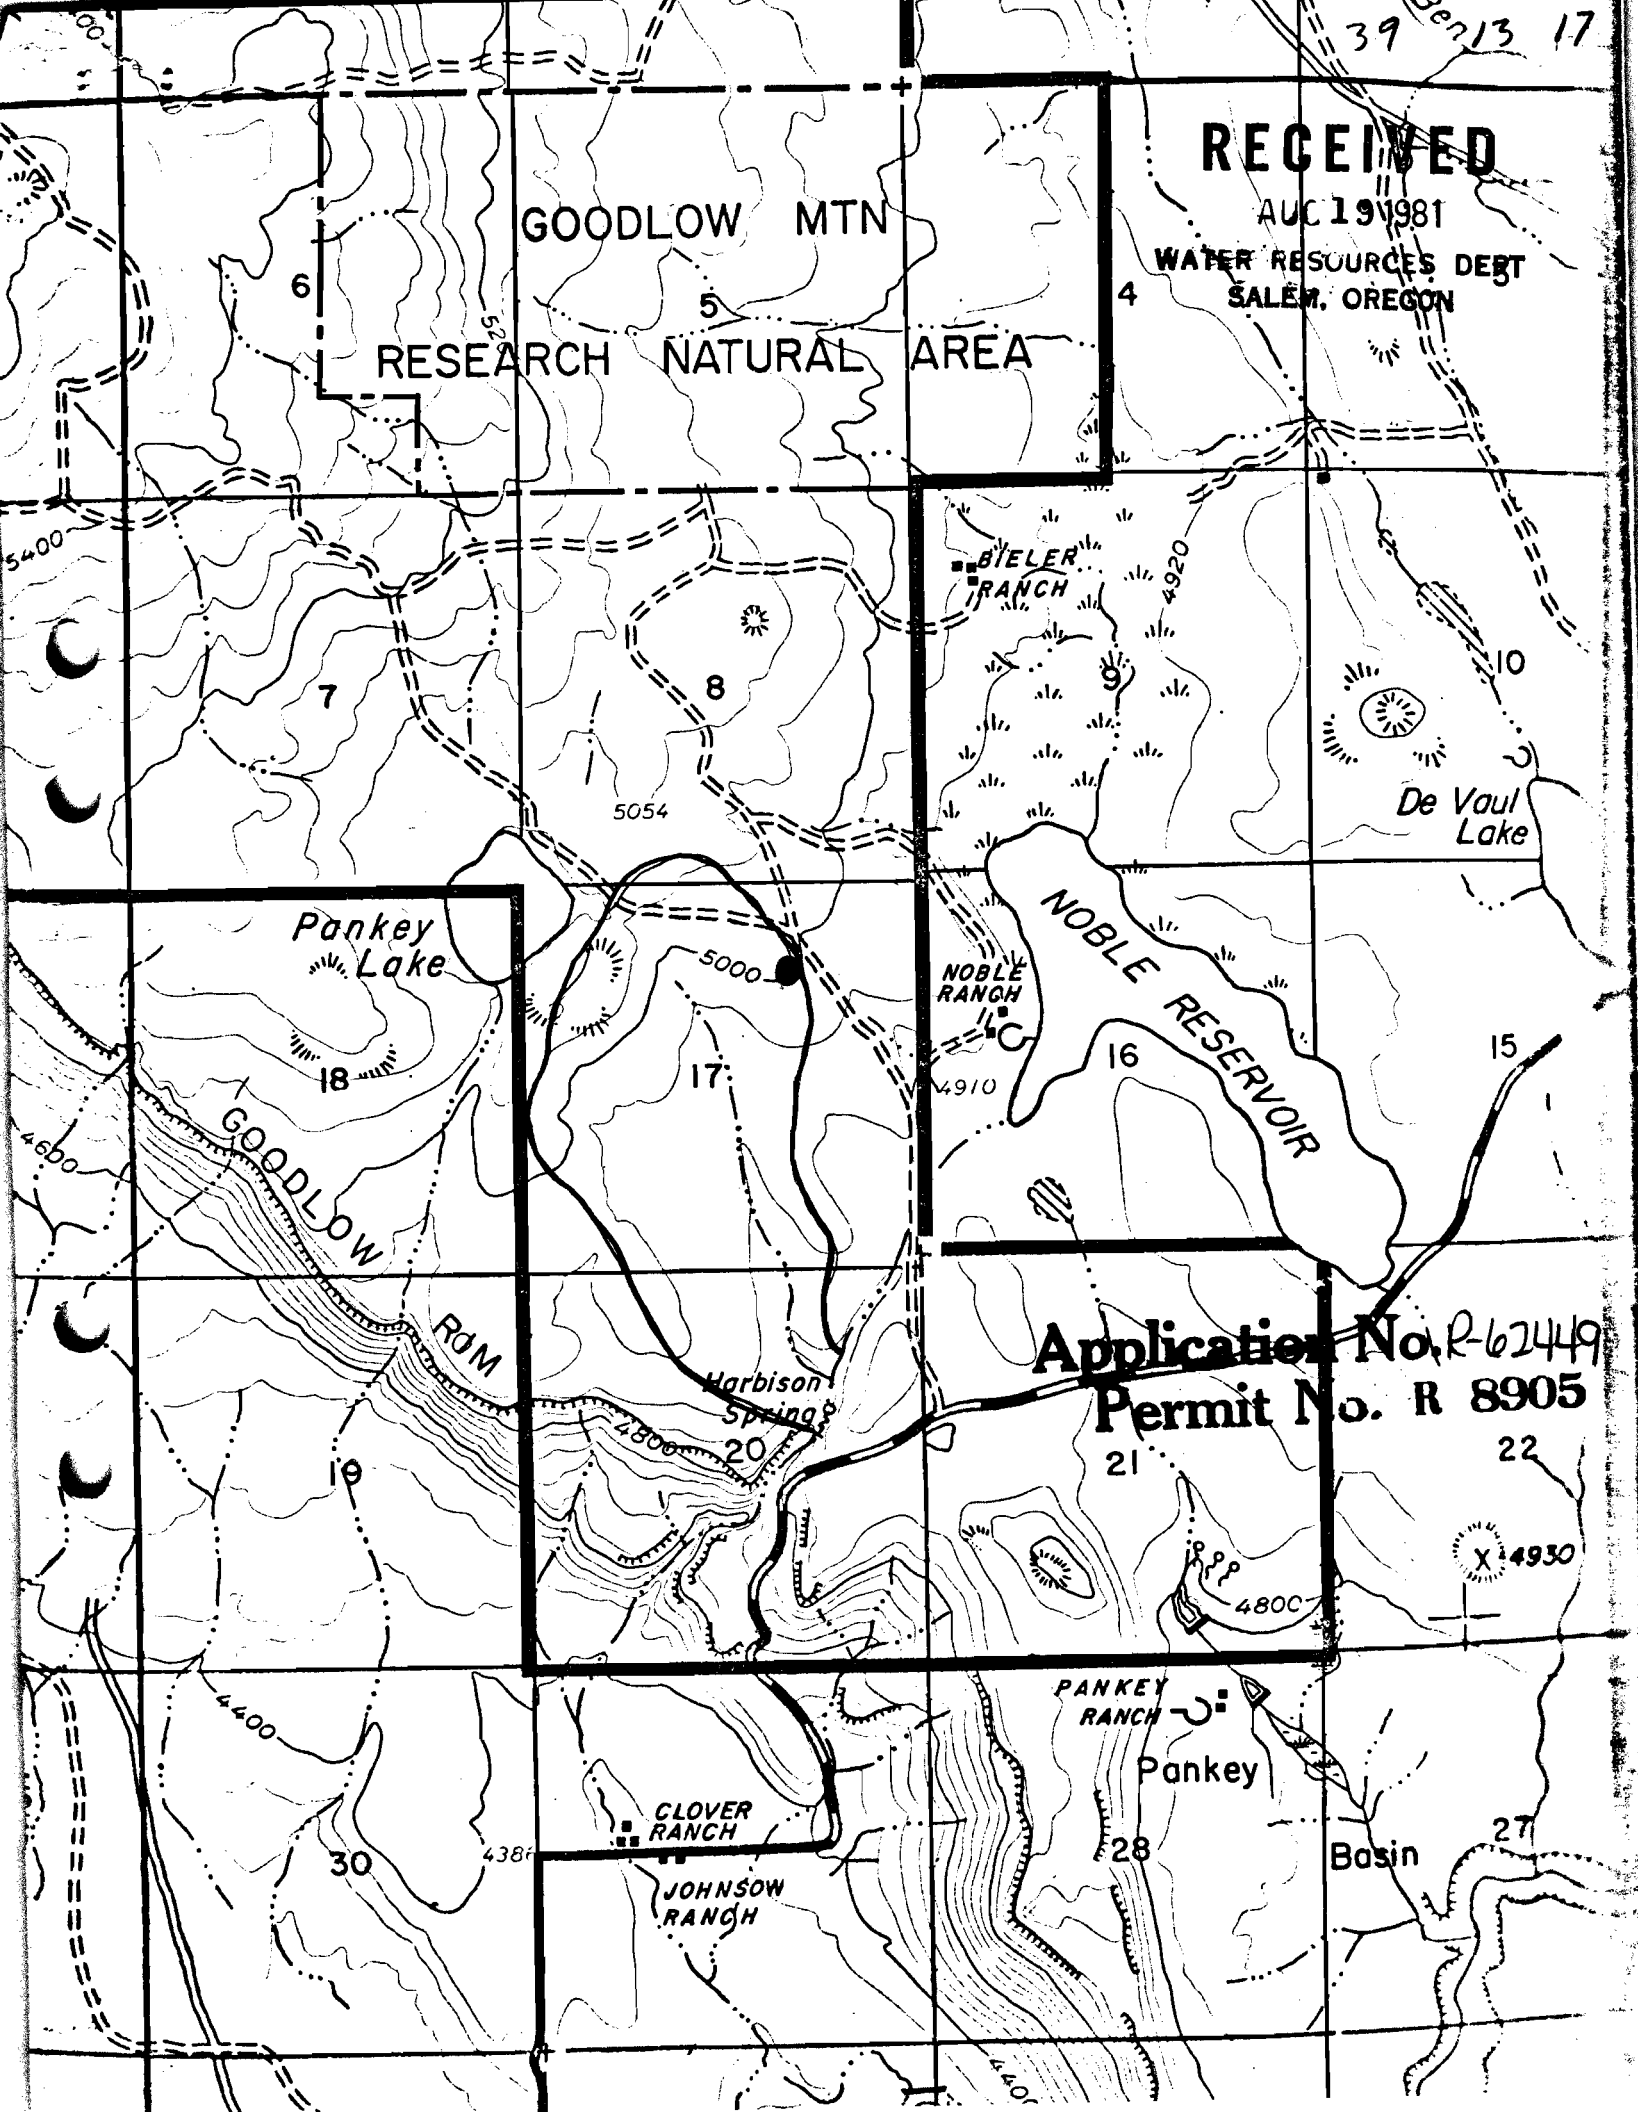 39 13 17
RECEIVED
AUG 19 1981
WATER RESOURCES DEPT
SALEM, OREGON
GOODLOW MTN
6
5
4
RESEARCH NATURAL AREA
5400
BIELER
RANCH
4920
7
8
9
10
5054
De Vaul
Lake
Pankey
Lake
5000
NOBLE
RANCH
NOBLE RESERVOIR
18
17
4910
16
15
4600
GOODLOW
RIM
Application No. R-62449
Permit No. R 8905
Harbison
Spring
4800
20
19
21
22
4930
4800
PANKEY
RANCH
4400
Pankey
CLOVER
RANCH
30
28
27
Basin
JOHNSOW
RANCH